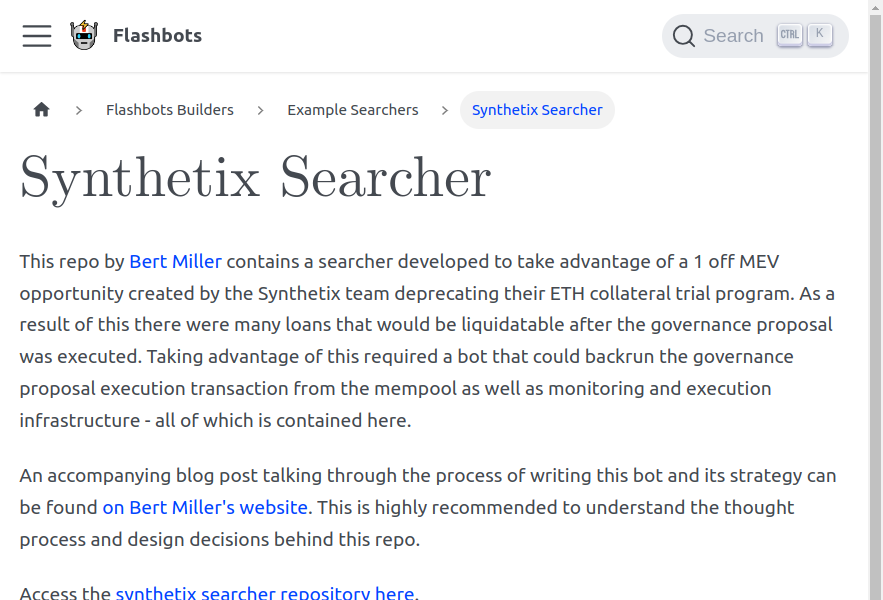 Flashbots
Search CTRL K
Flashbots Builders
Example Searchers
Synthetix Searcher
Synthetix Searcher
This repo by Bert Miller contains a searcher developed to take advantage of a 1 off MEV
opportunity created by the Synthetix team deprecating their ETH collateral trial program. As a
result of this there were many loans that would be liquidatable after the governance proposal
was executed. Taking advantage of this required a bot that could backrun the governance
proposal execution transaction from the mempool as well as monitoring and execution
infrastructure - all of which is contained here.
An accompanying blog post talking through the process of writing this bot and its strategy can
be found on Bert Miller's website. This is highly recommended to understand the thought
process and design decisions behind this repo.
Access the synthetix searcher repository here.